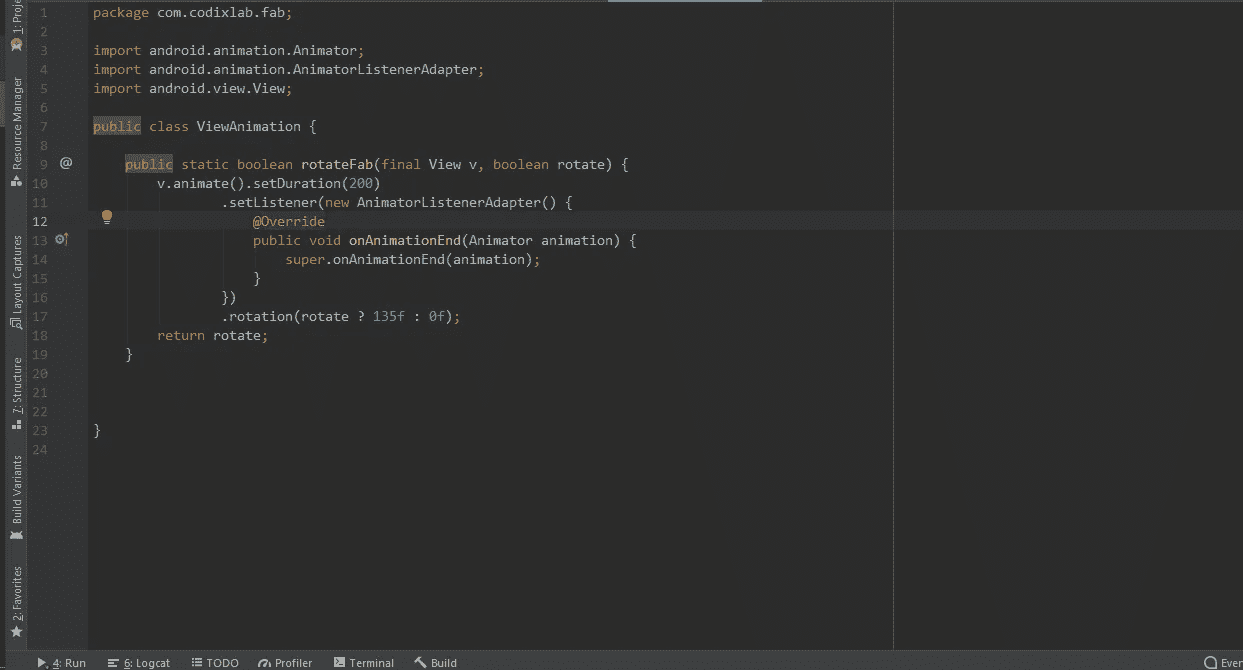 1: Proje
Resource Manager
Layout Captures
7: Structure
Build Variants
2: Favorites
1 package com.codixlab.fab;
2
3 import android.animation.Animator;
4 import android.animation.AnimatorListenerAdapter;
5 import android.view.View;
6
7 public class ViewAnimation {
8
9 @ public static boolean rotateFab(final View v, boolean rotate) {
10 v.animate().setDuration(200)
11 .setListener(new AnimatorListenerAdapter() {
12 @Override
13 public void onAnimationEnd(Animator animation) {
14 super.onAnimationEnd(animation);
15 }
16 })
17 .rotation(rotate ? 135f : 0f);
18 return rotate;
19 }
20
21
22
23 }
24
4: Run 6: Logcat TODO Profiler Terminal Build Ever